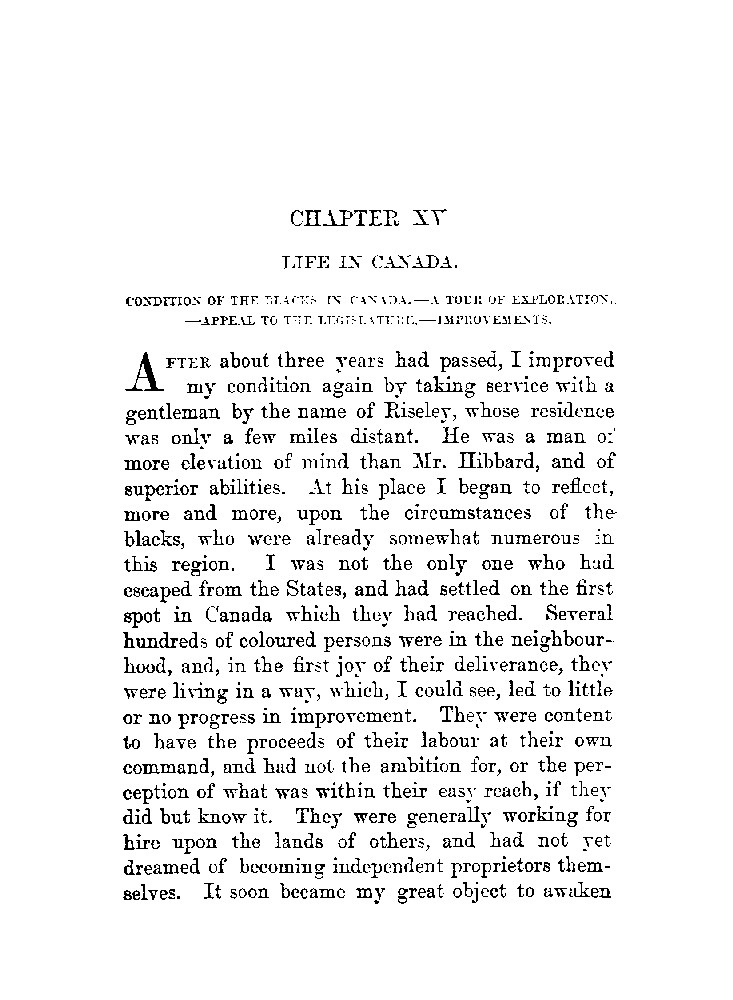 CHAPTER XV
LIFE IN CANADA.
CONDITION OF THE BLACKS IN CANADA.—A TOUR OF EXPLORATION.
—APPEAL TO THE LEGISLATURE.—IMPROVEMENTS.
AFTER about three years had passed, I improved
my condition again by taking service with a
gentleman by the name of Riseley, whose residence
was only a few miles distant. He was a man of
more elevation of mind than Mr. Hibbard, and of
superior abilities. At his place I began to reflect,
more and more, upon the circumstances of the
blacks, who were already somewhat numerous in
this region. I was not the only one who had
escaped from the States, and had settled on the first
spot in Canada which they had reached. Several
hundreds of coloured persons were in the neighbour-
hood, and, in the first joy of their deliverance, they
were living in a way, which, I could see, led to little
or no progress in improvement. They were content
to have the proceeds of their labour at their own
command, and had not the ambition for, or the per-
ception of what was within their easy reach, if they
did but know it. They were generally working for
hire upon the lands of others, and had not yet
dreamed of becoming independent proprietors them-
selves. It soon became my great object to awaken